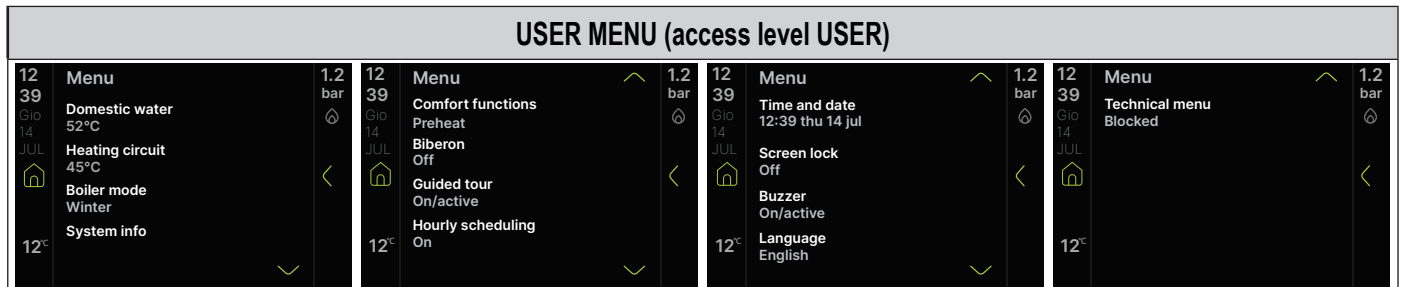 USER MENU (access level USER)
12
39
Gio
14
JUL
12°C
Menu
Domestic water
52°C
Heating circuit
45°C
Boiler mode
Winter
System info
1.2
bar
12
39
Gio
14
JUL
12°C
Menu
Comfort functions
Preheat
Biberon
Off
Guided tour
On/active
Hourly scheduling
On
1.2
bar
12
39
Gio
14
JUL
12°C
Menu
Time and date
12:39 thu 14 jul
Screen lock
Off
Buzzer
On/active
Language
English
1.2
bar
12
39
Gio
14
JUL
12°C
Menu
Technical menu
Blocked
1.2
bar